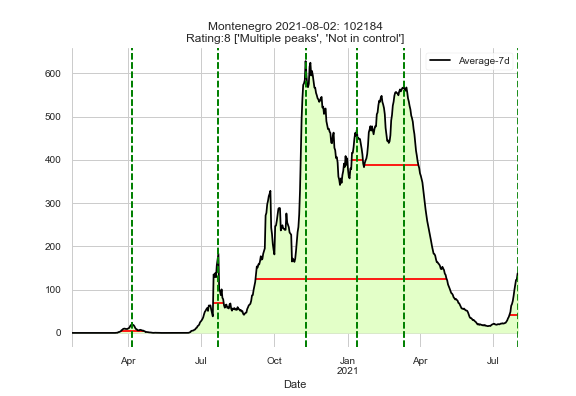 Montenegro 2021-08-02: 102184
Rating:8 ['Multiple peaks', 'Not in control']
Average-7d
600
500
400
300
200
100
0
Apr
Jul
Oct
Jan
2021
Apr
Jul
Date